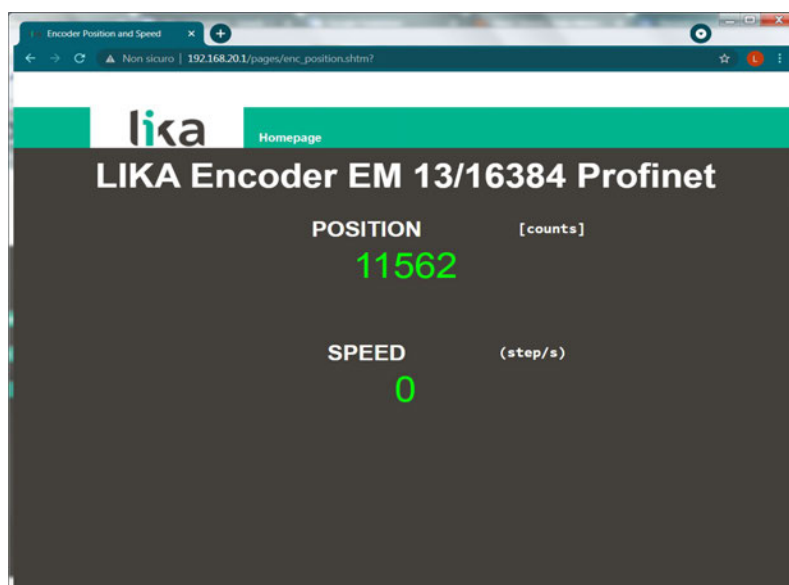 Encoder Position and Speed
Non sicuro | 192.168.20.1/pages/enc_position.shtm?
L
lika
Homepage
LIKA Encoder EM 13/16384 Profinet
POSITION [counts]
11562
SPEED (step/s)
0